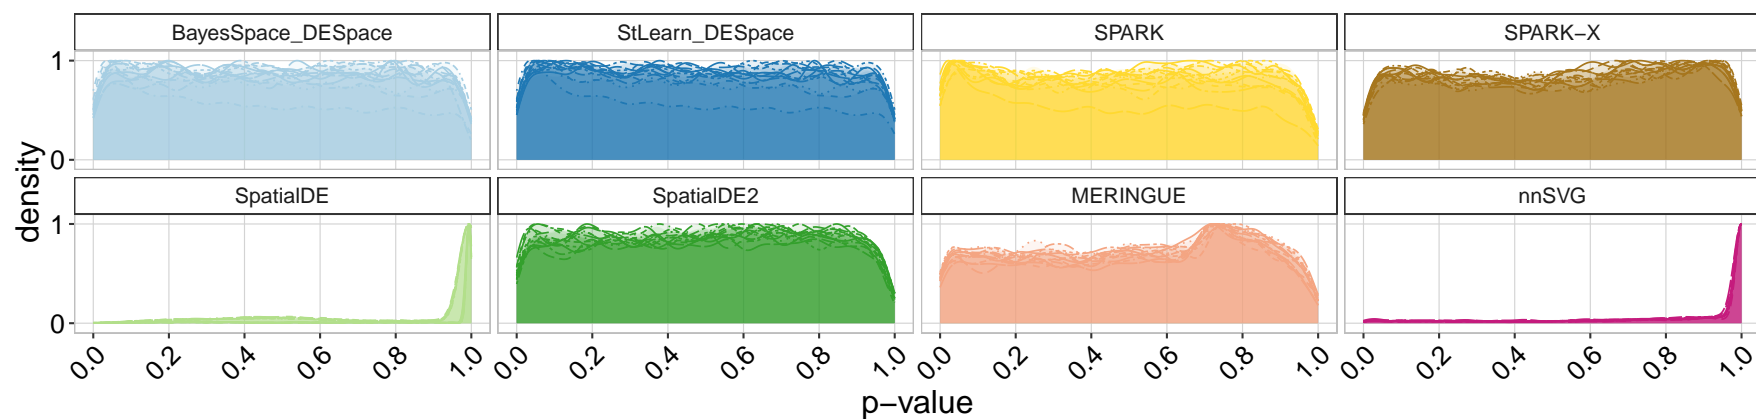 BayesSpace_DESpace StLearn_DESpace SPARK SPARK−X
1
0
SpatialDE SpatialDE2 MERINGUE nnSVG
1
0
density
0.0 0.2 0.4 0.6 0.8 1.0 0.0 0.2 0.4 0.6 0.8 1.0 0.0 0.2 0.4 0.6 0.8 1.0 0.0 0.2 0.4 0.6 0.8 1.0
p−value